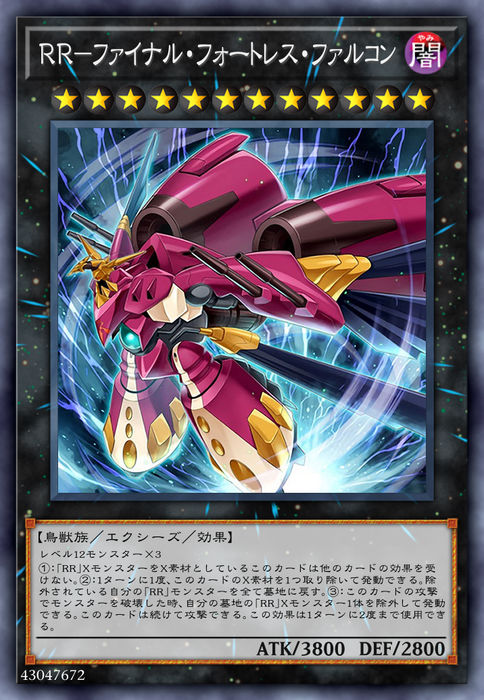 RR－ファイナル・フォートレス・ファルコン
やみ
闇
【鳥獣族／エクシーズ／効果】
レベル12モンスター×3
①：「RR」XモンスターをX素材としているこのカードは他のカードの効果を受
けない。②：1ターンに1度、このカードのX素材を1つ取り除いて発動できる。除
外されている自分の「RR」モンスターを全て墓地に戻す。③：このカードの攻撃
でモンスターを破壊した時、自分の墓地の「RR」Xモンスター1体を除外して発動
できる。このカードは続けて攻撃できる。この効果は1ターンに2度まで使用でき
る。
ATK/3800 DEF/2800
43047672